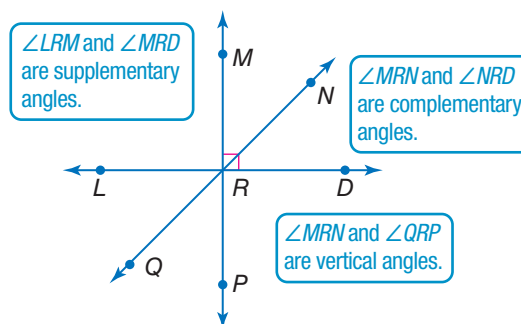 ∠LRM and ∠MRD
are supplementary
angles.
M
N
∠MRN and ∠NRD
are complementary
angles.
L
R
D
∠MRN and ∠QRP
are vertical angles.
Q
P